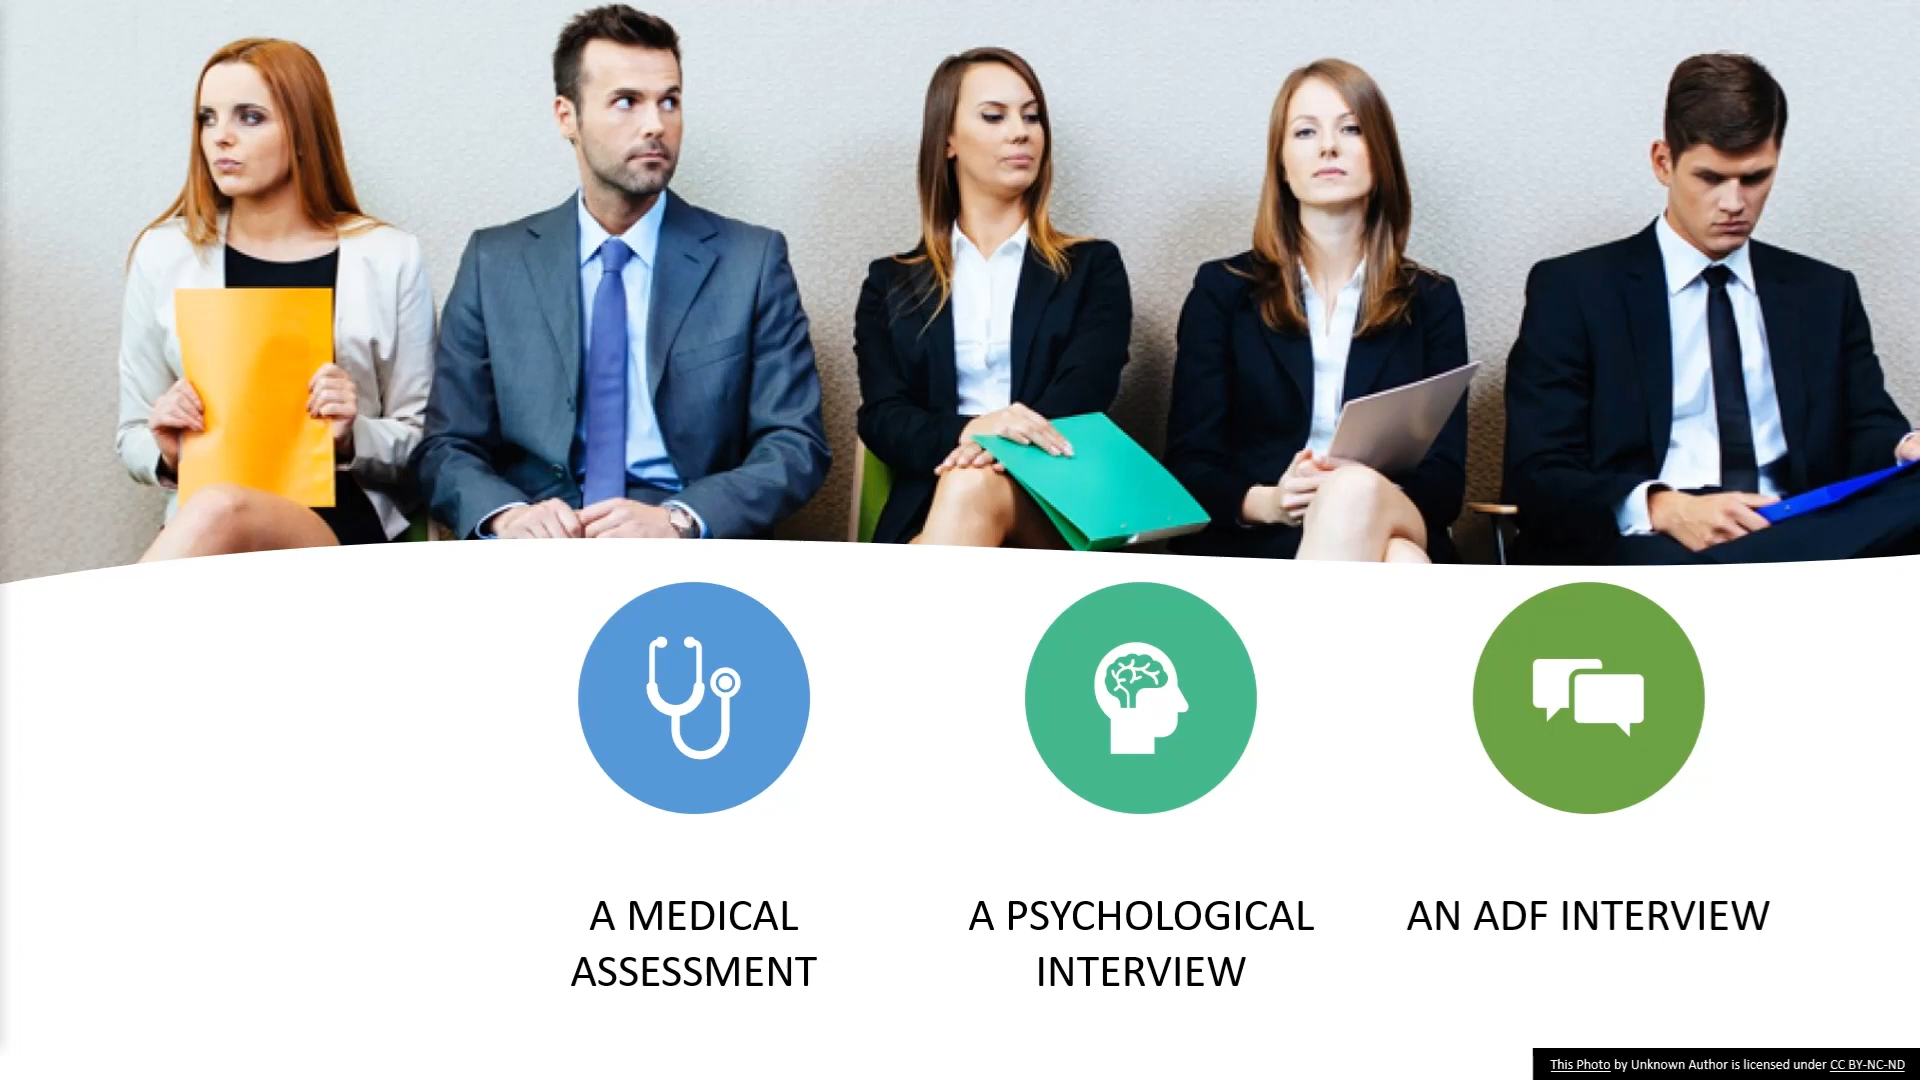 A MEDICAL
ASSESSMENT
A PSYCHOLOGICAL
INTERVIEW
AN ADF INTERVIEW
This Photo by Unknown Author is licensed under CC BY-NC-ND